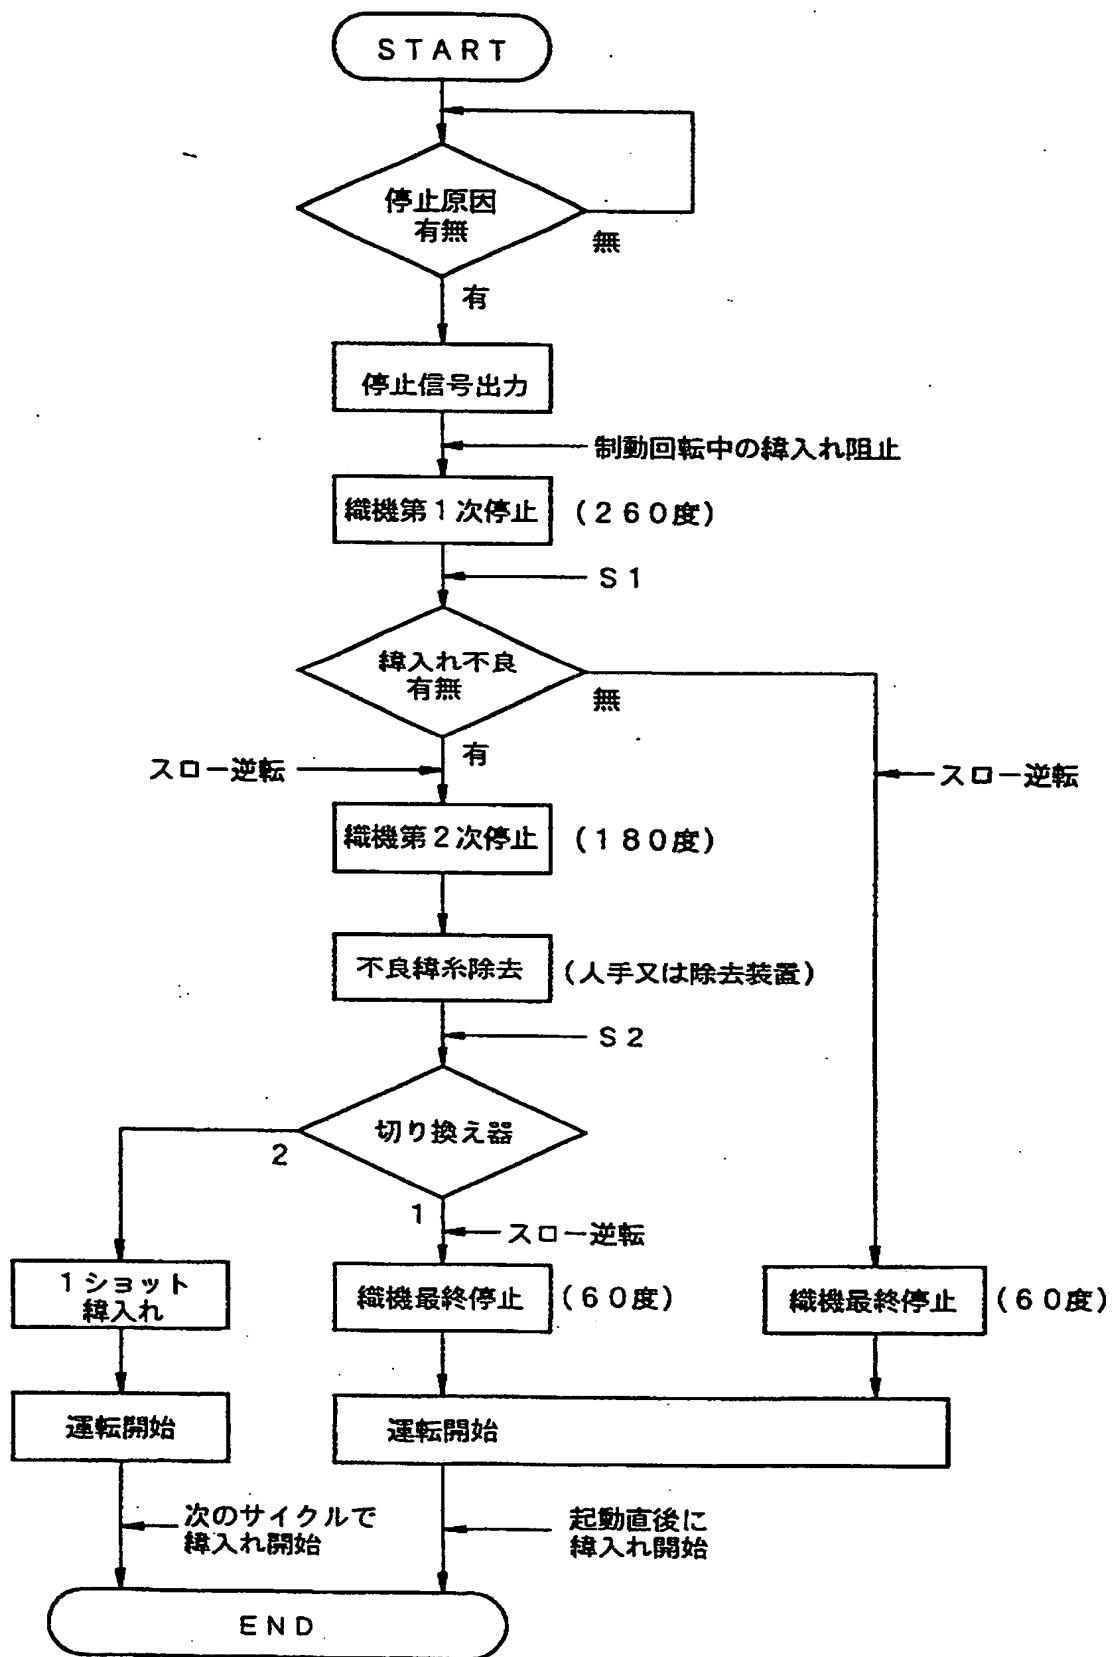 START
停止原因
有無
無
有
停止信号出力
制動回転中の緯入れ阻止
織機第1次停止
(260度)
S1
緯入れ不良
有無
無
有
スロー逆転
スロー逆転
織機第2次停止
(180度)
不良緯糸除去
(人手又は除去装置)
S2
切り換え器
2
1
スロー逆転
1ショット
緯入れ
織機最終停止
(60度)
織機最終停止
(60度)
運転開始
運転開始
次のサイクルで
緯入れ開始
起動直後に
緯入れ開始
END